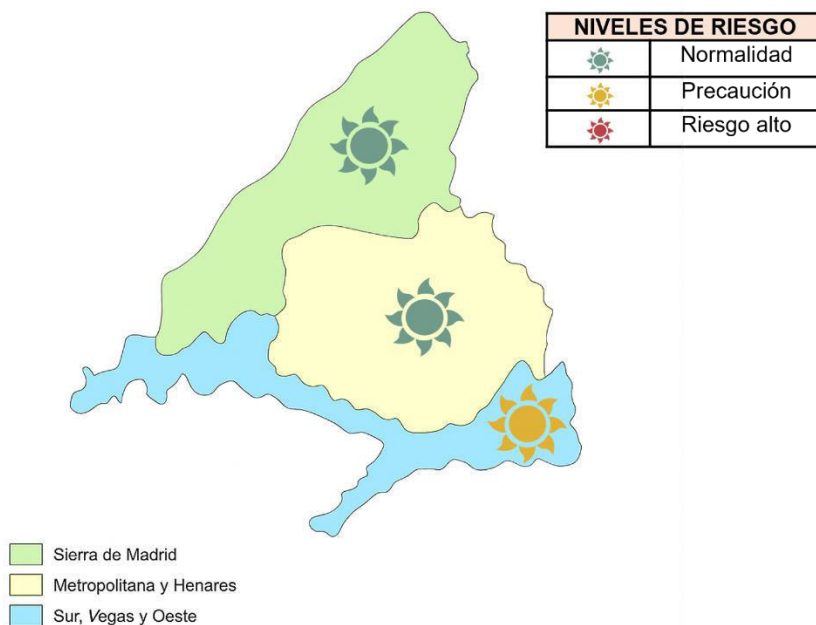 NIVELES DE RIESGO
Normalidad
Precaución
Riesgo alto
Sierra de Madrid
Metropolitana y Henares
Sur, Vegas y Oeste